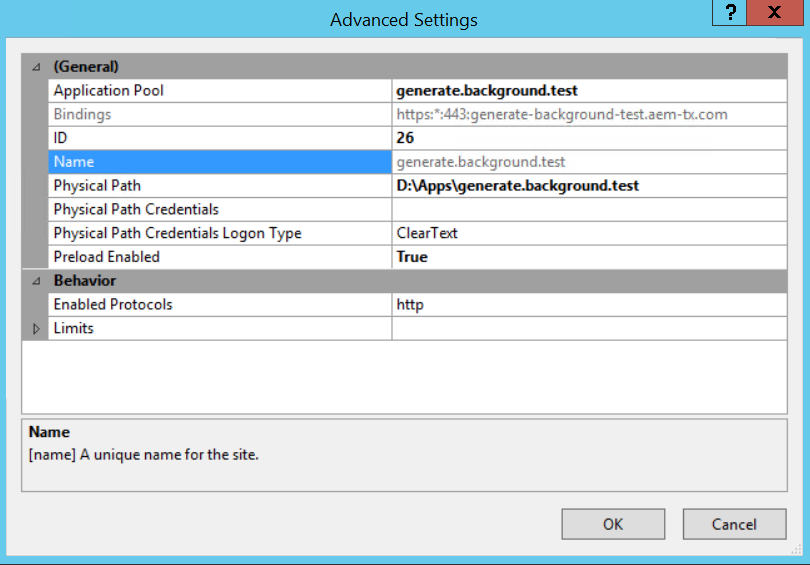 Advanced Settings
? X
(General)
Application Pool generate.background.test
Bindings https:*:443:generate-background-test.aem-tx.com
ID 26
Name generate.background.test
Physical Path D:\Apps\generate.background.test
Physical Path Credentials
Physical Path Credentials Logon Type ClearText
Preload Enabled True
Behavior
Enabled Protocols http
Limits
Name
[name] A unique name for the site.
OK Cancel